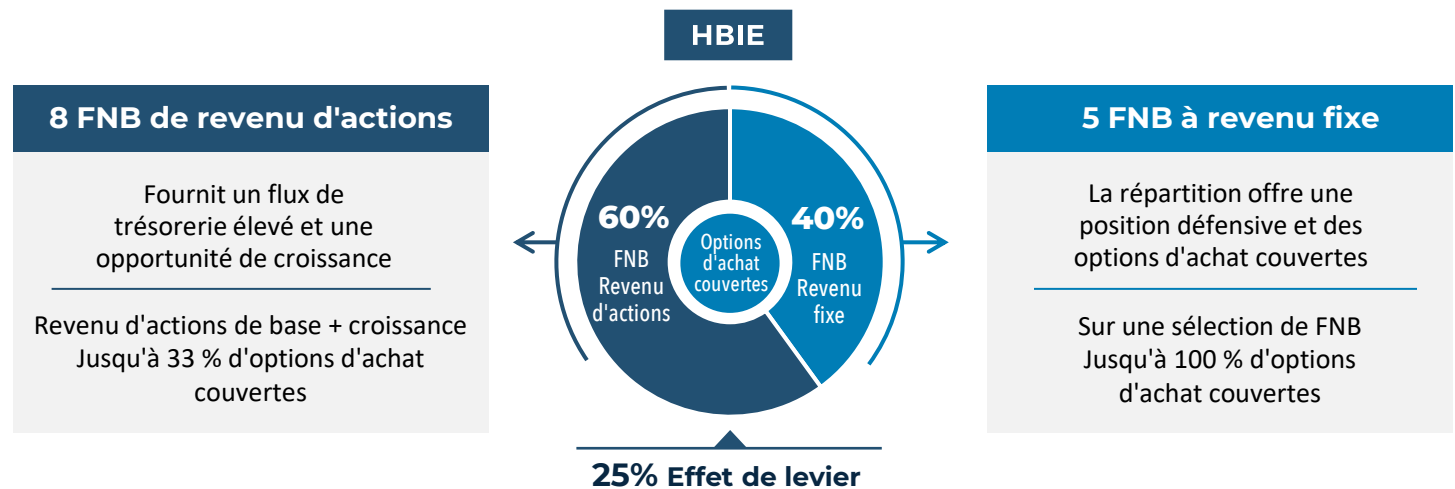 HBIE
8 FNB de revenu d'actions
Fournit un flux de
trésorerie élevé et une
opportunité de croissance
Revenu d'actions de base + croissance
Jusqu'à 33 % d'options d'achat
couvertes
60%
FNB
Revenu
d'actions
Options
d'achat
couvertes
40%
FNB
Revenu
fixe
25% Effet de levier
5 FNB à revenu fixe
La répartition offre une
position défensive et des
options d'achat couvertes
Sur une sélection de FNB
Jusqu'à 100 % d'options
d'achat couvertes